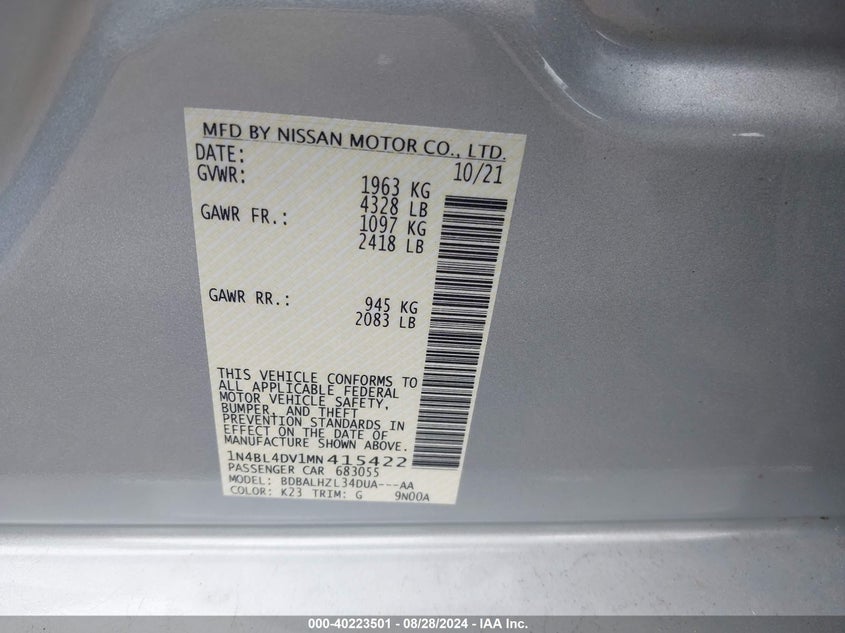 MFD BY NISSAN MOTOR CO., LTD.
DATE: 10/21
GVWR: 1963 KG
4328 LB
GAWR FR.: 1097 KG
2418 LB
GAWR RR.: 945 KG
2083 LB
THIS VEHICLE CONFORMS TO
ALL APPLICABLE FEDERAL
MOTOR VEHICLE SAFETY,
BUMPER, AND THEFT
PREVENTION STANDARDS IN
EFFECT ON THE DATE OF
MANUFACTURE SHOWN ABOVE.
1N4BL4DV1MN415422
PASSENGER CAR 683055
MODEL: BDBALHZL34DUA---AA
COLOR: K23 TRIM: G 9N00A
000-40223501 - 08/28/2024 - IAA Inc.